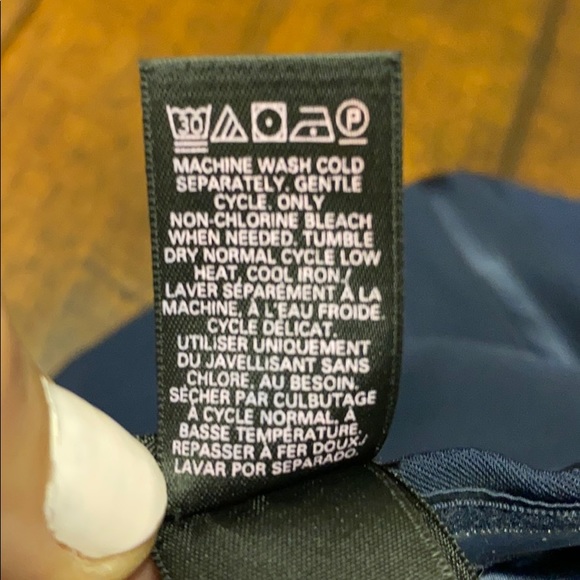 30 P
MACHINE WASH COLD
SEPARATELY. GENTLE
CYCLE. ONLY
NON-CHLORINE BLEACH
WHEN NEEDED. TUMBLE
DRY NORMAL CYCLE LOW
HEAT. COOL IRON./
LAVER SÉPARÉMENT À LA
MACHINE, À L'EAU FROIDE.
CYCLE DÉLICAT.
UTILISER UNIQUEMENT
DU JAVELLISANT SANS
CHLORE, AU BESOIN.
SÉCHER PAR CULBUTAGE
À CYCLE NORMAL, À
BASSE TEMPÉRATURE.
REPASSER À FER DOUX./
LAVAR POR SEPARADO.